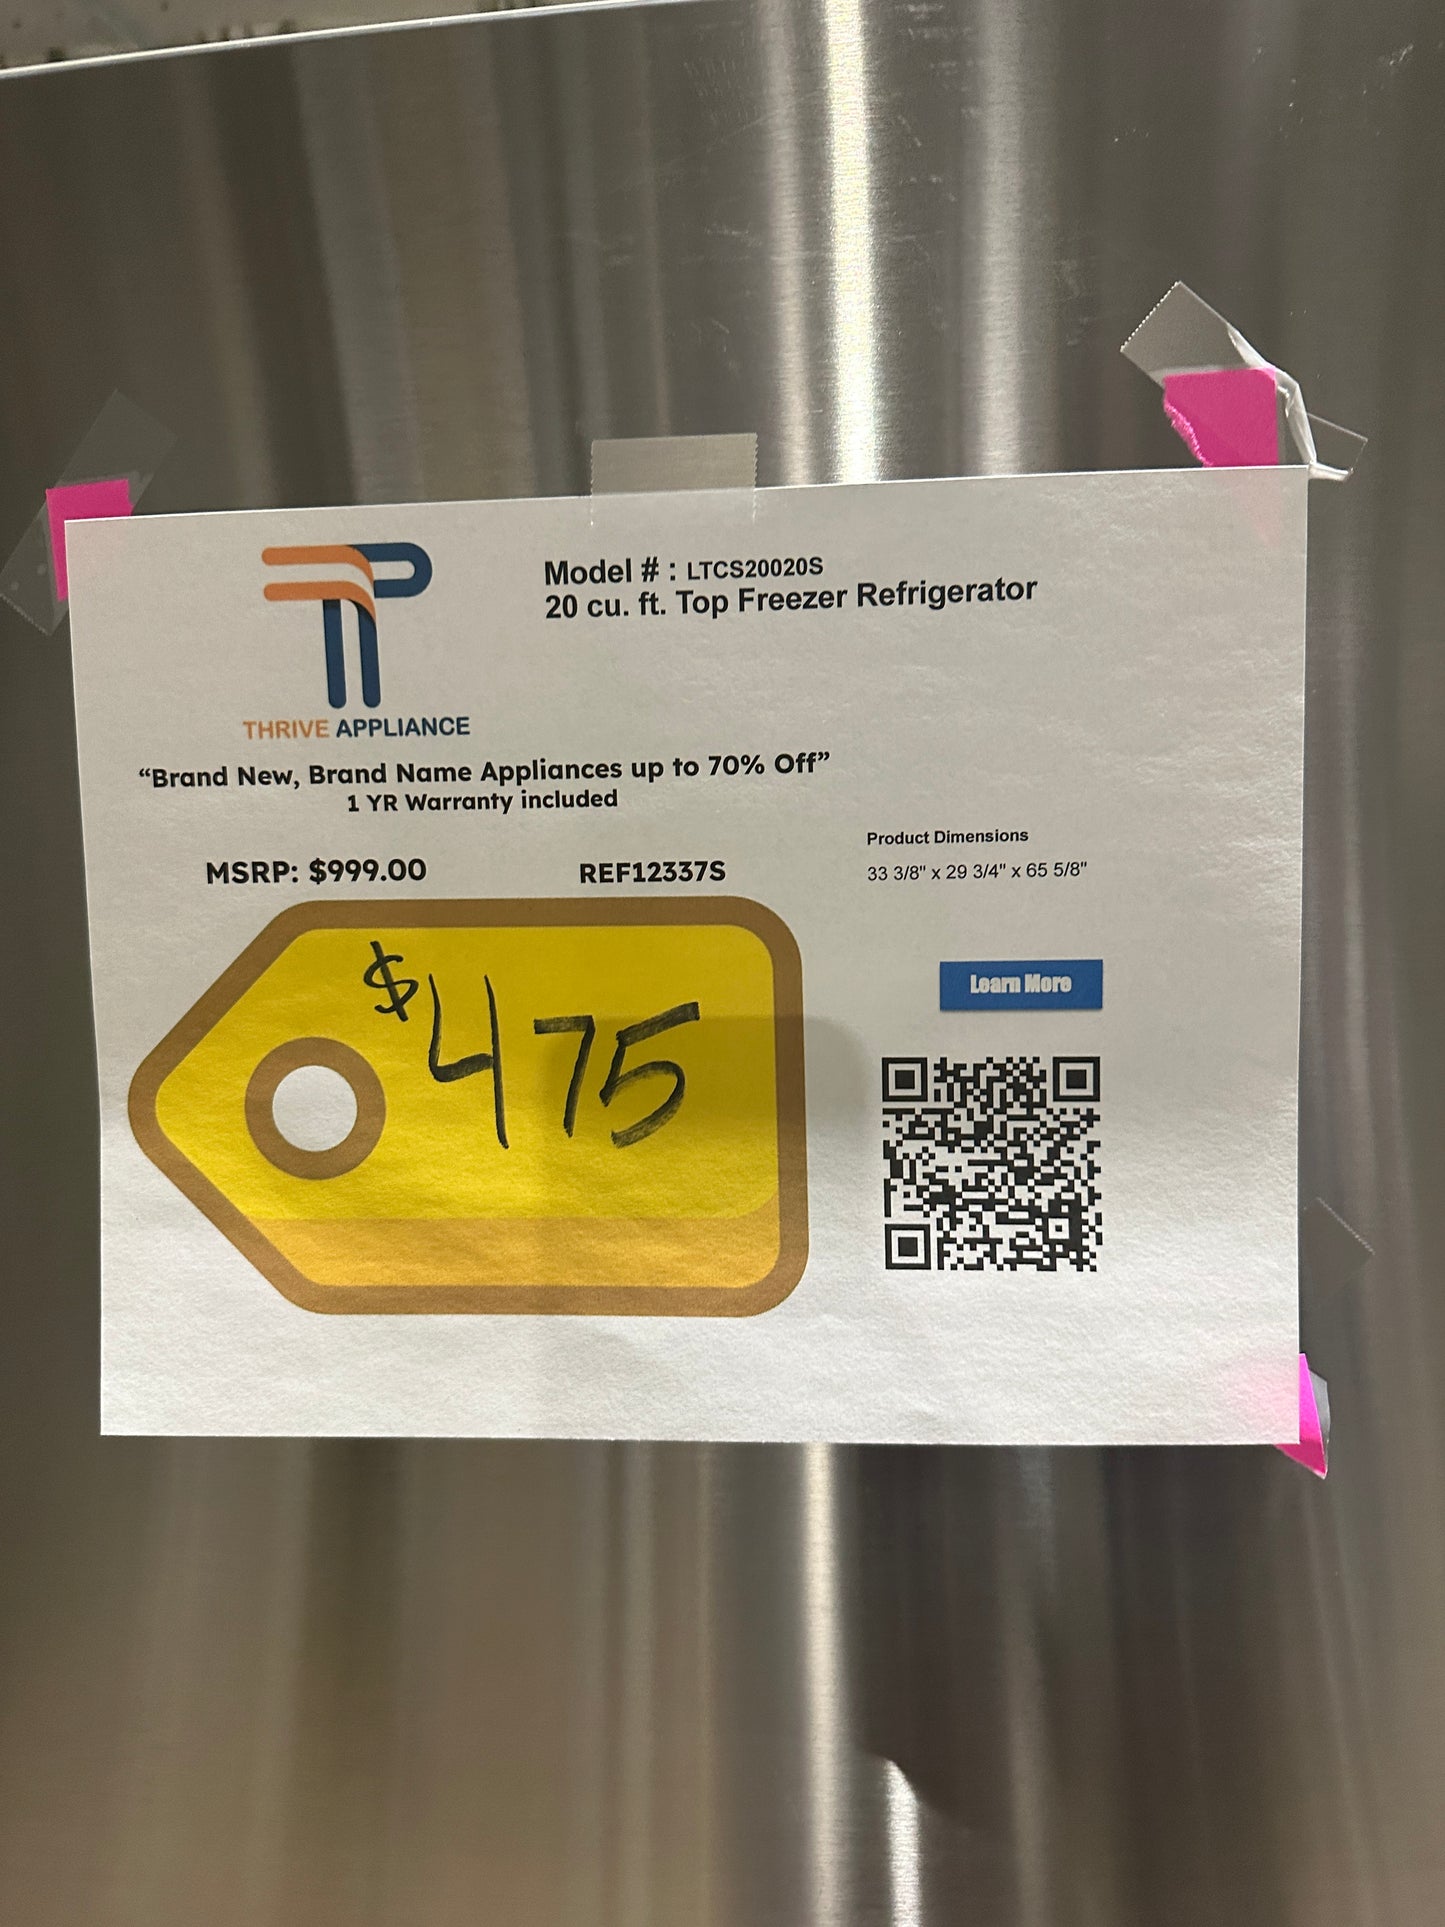 Model # : LTCS20020S
20 cu. ft. Top Freezer Refrigerator
THRIVE APPLIANCE
“Brand New, Brand Name Appliances up to 70% Off”
1 YR Warranty included
MSRP: $999.00
REF12337S
Product Dimensions
33 3/8" x 29 3/4" x 65 5/8"
$475
Learn More